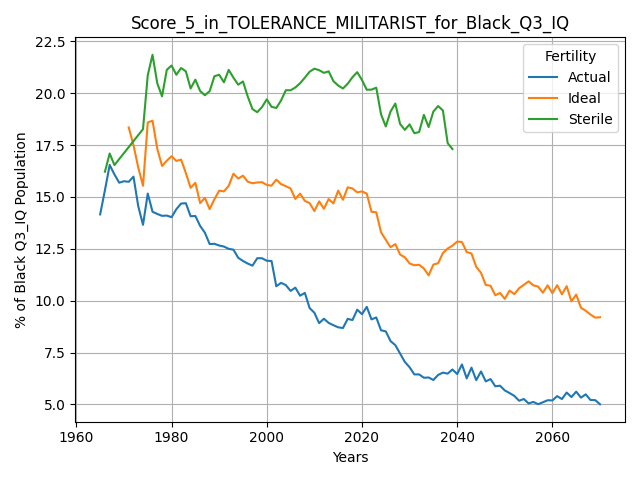 Score_5_in_TOLERANCE_MILITARIST_for_Black_Q3_IQ
% of Black Q3_IQ Population
22.5
20.0
17.5
15.0
12.5
10.0
7.5
5.0
Fertility
Actual
Ideal
Sterile
1960
1980
2000
2020
2040
2060
Years